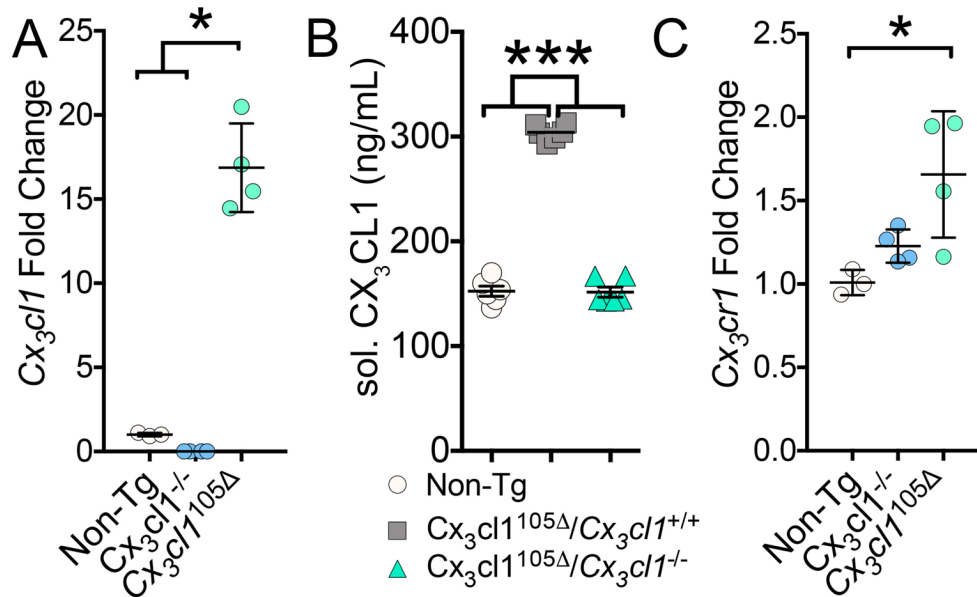 A
*
Cx₃cl1 Fold Change
25
20
15
10
5
0
Non-Tg
Cx₃cl1⁻/⁻
Cx₃cl1¹⁰⁵Δ
B
***
sol. CX₃CL1 (ng/mL)
400
300
200
100
0
Non-Tg
Cx₃cl1¹⁰⁵Δ/Cx₃cl1⁺/⁺
Cx₃cl1¹⁰⁵Δ/Cx₃cl1⁻/⁻
C
*
Cx₃cr1 Fold Change
2.5
2.0
1.5
1.0
0.5
0.0
Non-Tg
Cx₃cl1⁻/⁻
Cx₃cl1¹⁰⁵Δ